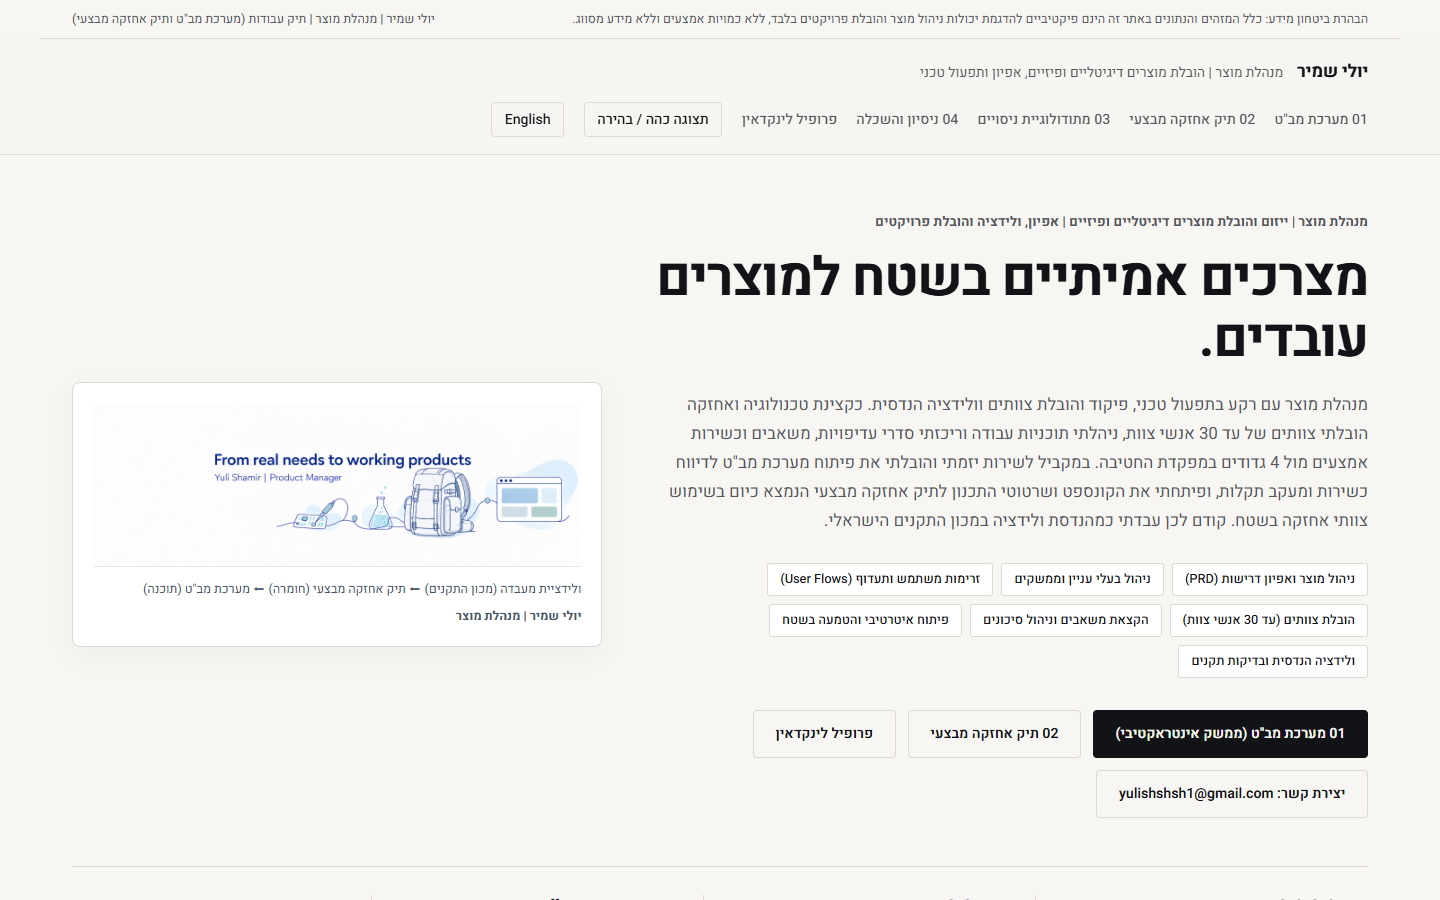 הבהרת ביטחון מידע: כלל המזהים והנתונים באתר זה הינם פיקטיביים להדגמת יכולות ניהול מוצר והובלת פרויקטים בלבד, ללא כמויות אמצעים וללא מידע מסווג.
יולי שמיר | מנהלת מוצר | תיק עבודות (מערכת מב"ט ותיק אחזקה מבצעי)
יולי שמיר
מנהלת מוצר | הובלת מוצרים דיגיטליים ופיזיים, אפיון ותפעול טכני
01 מערכת מב"ט
02 תיק אחזקה מבצעי
03 מתודולוגיית ניסויים
04 ניסיון והשכלה
פרופיל לינקדאין
תצוגה כהה / בהירה
English
מנהלת מוצר | ייזום והובלת מוצרים דיגיטליים ופיזיים | אפיון, ולידציה והובלת פרויקטים
מצרכים אמיתיים בשטח למוצרים
עובדים.
מנהלת מוצר עם רקע בתפעול טכני, פיקוד והובלת צוותים וולידציה הנדסית. כקצינת טכנולוגיה ואחזקה
הובלתי צוותים של עד 30 אנשי צוות, ניהלתי תוכניות עבודה וריכזתי סדרי עדיפויות, משאבים וכשירות
אמצעים מול 4 גדודים במפקדת החטיבה. במקביל לשירות יזמתי והובלתי את פיתוח מערכת מב"ט לדיווח
כשירות ומעקב תקלות, ופיתחתי את הקונספט ושרטוטי התכנון לתיק אחזקה מבצעי הנמצא כיום בשימוש
צוותי אחזקה בשטח. קודם לכן עבדתי כמהנדסת ולידציה במכון התקנים הישראלי.
ניהול מוצר ואפיון דרישות (PRD)
ניהול בעלי עניין וממשקים
זרימות משתמש ותעדוף (User Flows)
הובלת צוותים (עד 30 אנשי צוות)
הקצאת משאבים וניהול סיכונים
פיתוח איטרטיבי והטמעה בשטח
ולידציה הנדסית ובדיקות תקנים
01 מערכת מב"ט (ממשק אינטראקטיבי)
02 תיק אחזקה מבצעי
פרופיל לינקדאין
יצירת קשר: yulishshsh1@gmail.com
From real needs to working products
Yuli Shamir | Product Manager
ולידציית מעבדה (מכון התקנים) ← תיק אחזקה מבצעי (חומרה) ← מערכת מב"ט (תוכנה)
יולי שמיר | מנהלת מוצר